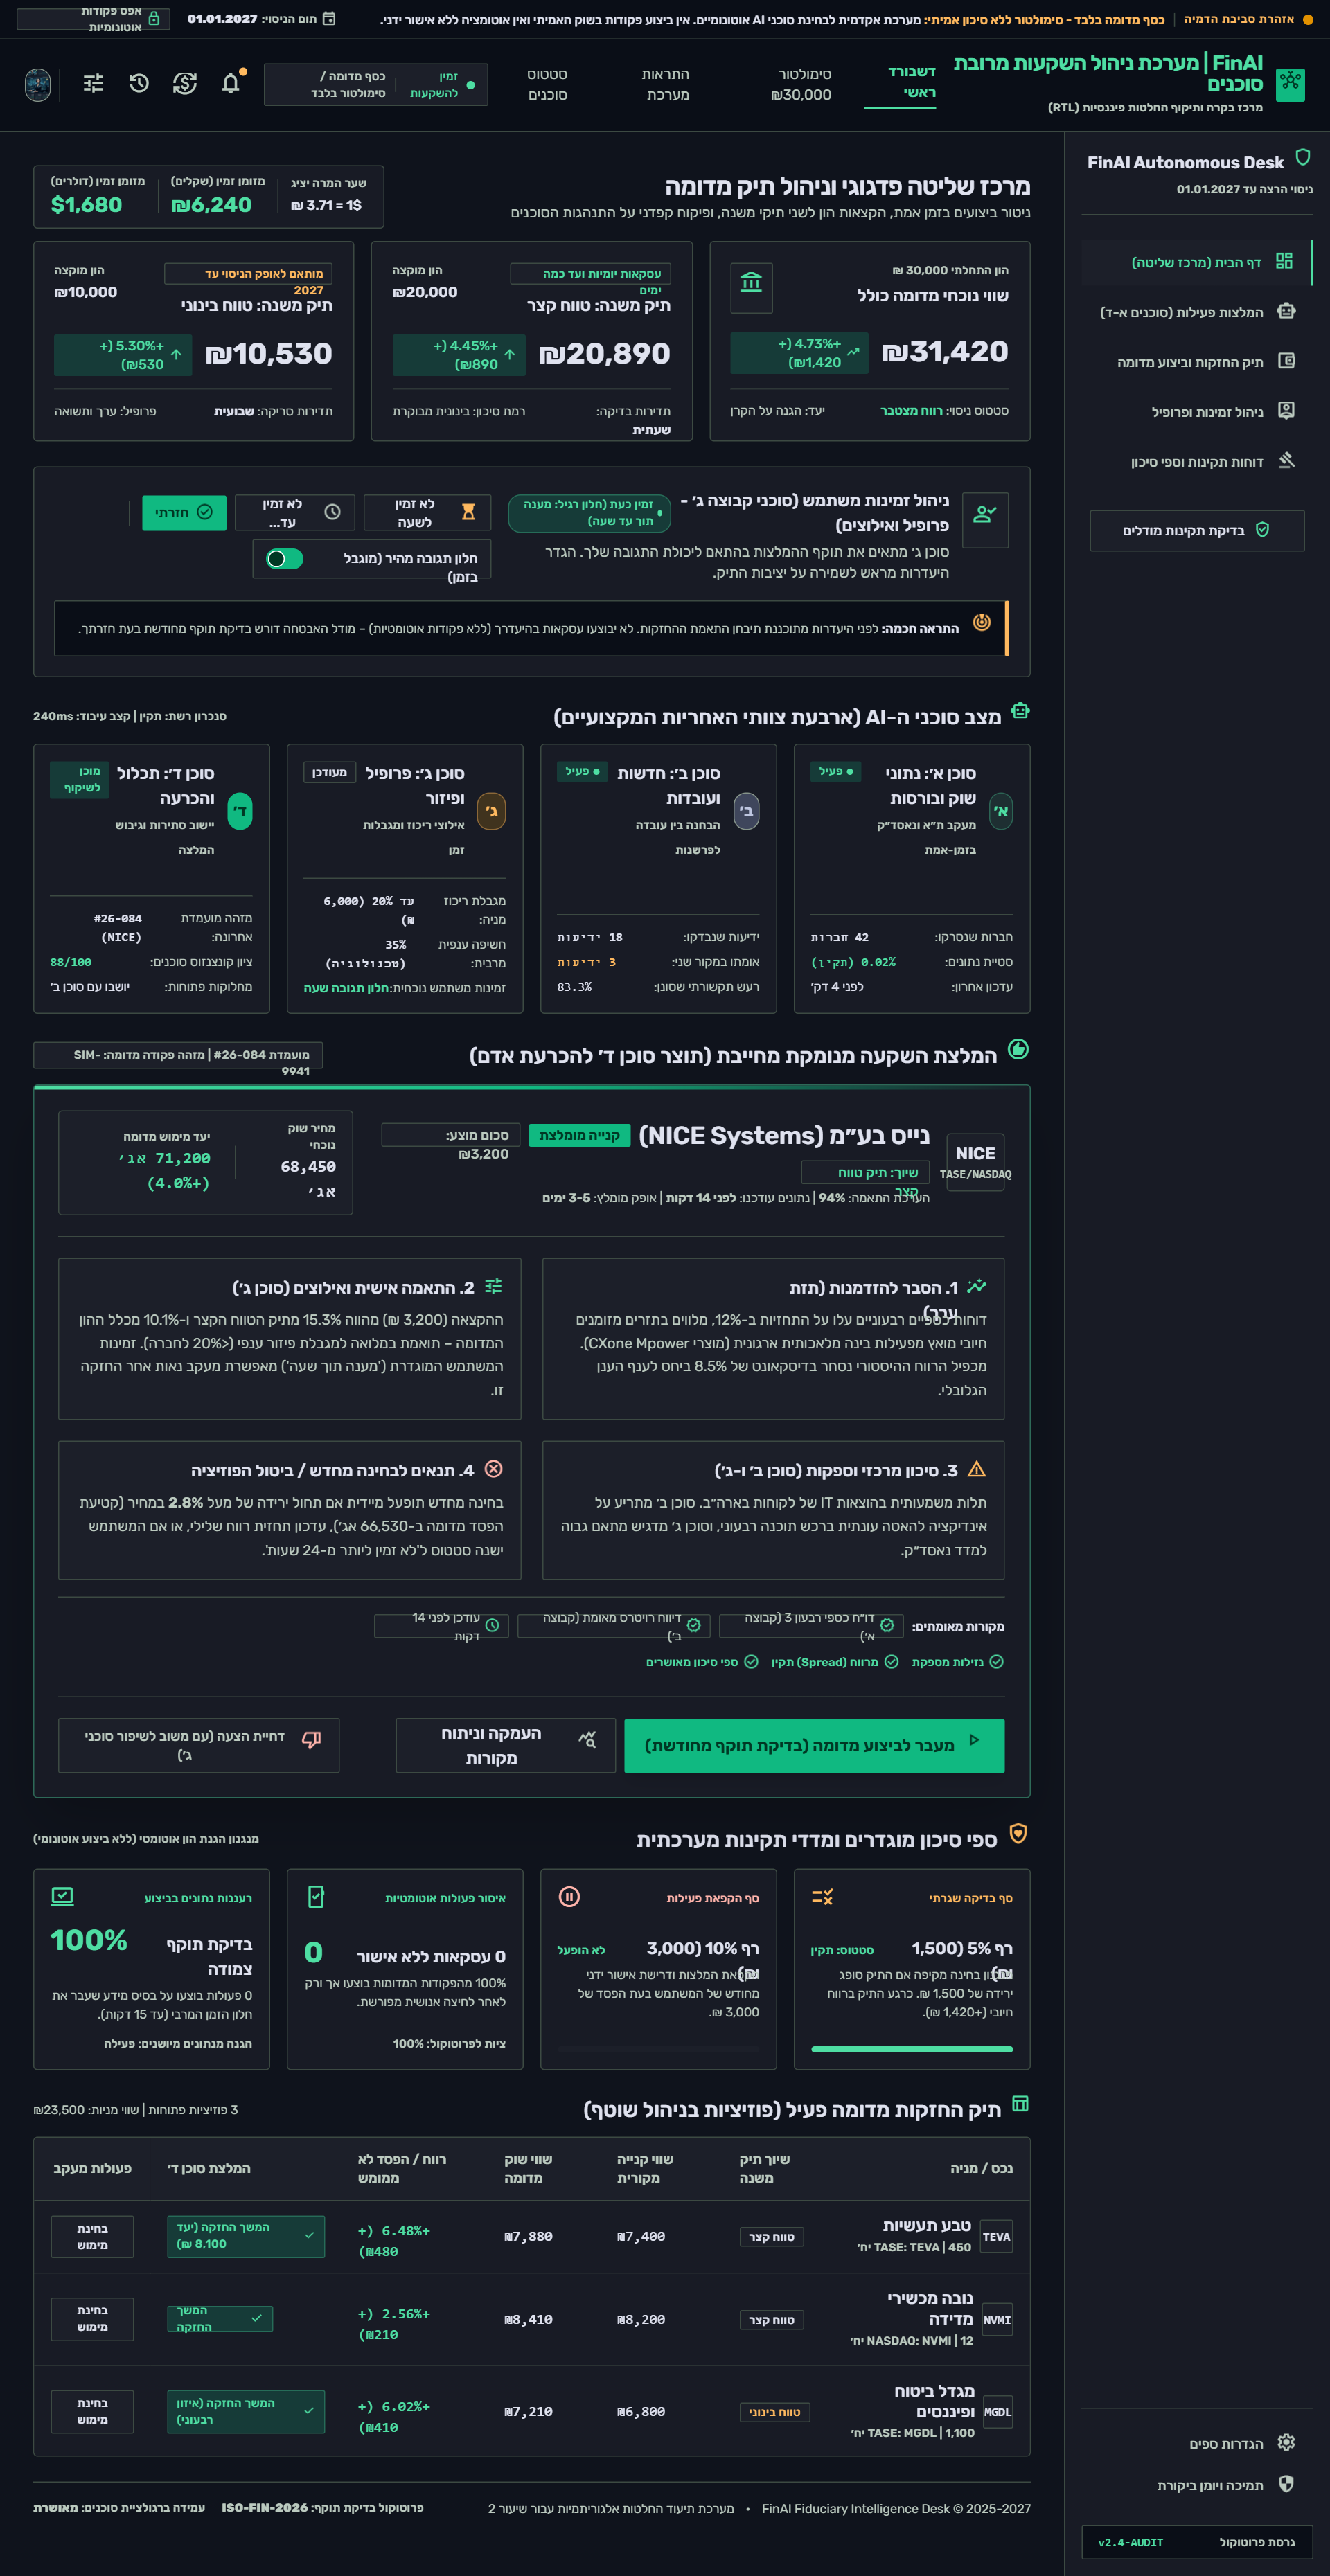 אזהרת סביבת הדמיה
כסף מדומה בלבד - סימולטור ללא סיכון אמיתי: מערכת אקדמית לבחינת סוכני AI אוטונומיים. אין ביצוע פקודות בשוק האמיתי ואין אוטומציה ללא אישור ידני.
תום הניסוי: 01.01.2027
אפס פקודות
אוטונומיות
FinAI | מערכת ניהול השקעות מרובת
סוכנים
מרכז בקרה ותיקוף החלטות פיננסיות (RTL)
דשבורד
ראשי
סימולטור
₪30,000
התראות
מערכת
סטטוס
סוכנים
זמין
להשקעות
כסף מדומה /
סימולטור בלבד
FinAI Autonomous Desk
ניסוי הרצה עד 01.01.2027
דף הבית (מרכז שליטה)
המלצות פעילות (סוכנים א-ד)
תיק החזקות וביצוע מדומה
ניהול זמינות ופרופיל
דוחות תקינות וספי סיכון
בדיקת תקינות מודלים
מרכז שליטה פדגוגי וניהול תיק מדומה
ניטור ביצועים בזמן אמת, הקצאות הון לשני תיקי משנה, ופיקוח קפדני על התנהגות הסוכנים
שער המרה יציג
1$ = 3.71 ₪
מזומן זמין (שקלים)
₪6,240
מזומן זמין (דולרים)
$1,680
הון התחלתי 30,000 ₪
שווי נוכחי מדומה כולל
₪31,420
+4.73% (+
₪1,420)
סטטוס ניסוי: רווח מצטבר
יעד: הגנה על הקרן
עסקאות יומיות ועד כמה
ימים
תיק משנה: טווח קצר
הון מוקצה
₪20,000
₪20,890
+4.45% (+
₪890)
תדירות בדיקה:
שעתית
רמת סיכון: בינונית מבוקרת
מותאם לאופק הניסוי עד
2027
תיק משנה: טווח בינוני
הון מוקצה
₪10,000
₪10,530
+5.30% (+
₪530)
תדירות סריקה: שבועית
פרופיל: ערך ותשואה
ניהול זמינות משתמש (סוכני קבוצה ג׳ -
פרופיל ואילוצים)
זמין כעת (חלון רגיל: מענה
תוך עד שעה)
סוכן ג׳ מתאים את תוקף ההמלצות בהתאם ליכולת התגובה שלך. הגדר
היעדרות מראש לשמירה על יציבות התיק.
לא זמין
לשעה
לא זמין
עד...
חזרתי
חלון תגובה מהיר (מוגבל
בזמן)
התראה חכמה: לפני היעדרות מתוכננת תיבחן התאמת ההחזקות. לא יבוצעו עסקאות בהיעדרך (ללא פקודות אוטומטיות) – מודל האבטחה דורש בדיקת תוקף מחודשת בעת חזרתך.
מצב סוכני ה-AI (ארבעת צוותי האחריות המקצועיים)
סנכרון רשת: תקין | קצב עיבוד: 240ms
א׳
סוכן א׳: נתוני
שוק ובורסות
פעיל
מעקב ת״א ונאסד״ק
בזמן-אמת
חברות שנסרקו:
42 חברות
סטיית נתונים:
0.02% (תקין)
עדכון אחרון:
לפני 4 דק׳
ב׳
סוכן ב׳: חדשות
ועובדות
פעיל
הבחנה בין עובדה
לפרשנות
ידיעות שנבדקו:
18 ידיעות
אומתו במקור שני:
3 ידיעות
רעש תקשורתי שסונן:
83.3%
ג׳
סוכן ג׳: פרופיל
ופיזור
מעודכן
אילוצי ריכוז ומגבלות
זמן
מגבלת ריכוז
מניה:
עד 20% (6,000
₪)
חשיפה ענפית
מרבית:
35%
(טכנולוגיה)
זמינות משתמש נוכחית:
חלון תגובה שעה
ד׳
סוכן ד׳: תכלול
והכרעה
מוכן
לשיקוף
יישוב סתירות וגיבוש
המלצה
מזהה מועמדת
אחרונה:
#26-084
(NICE)
ציון קונצנזוס סוכנים:
88/100
מחלוקות פתוחות:
יושבו עם סוכן ב׳
המלצת השקעה מנומקת מחייבת (תוצר סוכן ד׳ להכרעת אדם)
מועמדת #26-084 | מזהה פקודה מדומה: SIM-
9941
NICE
TASE/NASDAQ
נייס בע״מ (NICE Systems)
קנייה מומלצת
סכום מוצע:
₪3,200
שיוך: תיק טווח
קצר
הערכת התאמה: 94% | נתונים עודכנו: לפני 14 דקות | אופק מומלץ: 3-5 ימים
מחיר שוק
נוכחי
68,450
אג׳
יעד מימוש מדומה
71,200 אג׳
(+4.0%)
1. הסבר להזדמנות (תזת
ערך)
דוחות כספיים רבעוניים עלו על התחזיות ב-12%, מלווים בתזרים מזומנים
חיובי מואץ מפעילות בינה מלאכותית ארגונית (מוצרי CXone Mpower).
מכפיל הרווח ההיסטורי נסחר בדיסקאונט של 8.5% ביחס לענף הענן
הגלובלי.
2. התאמה אישית ואילוצים (סוכן ג׳)
ההקצאה (3,200 ₪) מהווה 15.3% מתיק הטווח הקצר ו-10.1% מכלל ההון
המדומה – תואמת במלואה למגבלת פיזור ענפי (<20% לחברה). זמינות
המשתמש המוגדרת ('מענה תוך שעה') מאפשרת מעקב נאות אחר החזקה
זו.
3. סיכון מרכזי וספקות (סוכן ב׳ ו-ג׳)
תלות משמעותית בהוצאות IT של לקוחות בארה״ב. סוכן ב׳ מתריע על
אינדיקציה להאטה עונתית ברכש תוכנה רבעוני, וסוכן ג׳ מדגיש מתאם גבוה
למדד נאסד״ק.
4. תנאים לבחינה מחדש / ביטול הפוזיציה
בחינה מחדש תופעל מיידית אם תחול ירידה של מעל 2.8% במחיר (קטיעת
הפסד מדומה ב-66,530 אג׳), עדכון תחזית רווח שלילי, או אם המשתמש
ישנה סטטוס ל'לא זמין ליותר מ-24 שעות'.
מקורות מאומתים:
דו״ח כספי רבעון 3 (קבוצה
א׳)
דיווח רויטרס מאומת (קבוצה
ב׳)
עודכן לפני 14
דקות
נזילות מספקת
מרווח (Spread) תקין
ספי סיכון מאושרים
מעבר לביצוע מדומה (בדיקת תוקף מחודשת)
העמקה וניתוח
מקורות
דחיית הצעה (עם משוב לשיפור סוכני
ג׳)
ספי סיכון מוגדרים ומדדי תקינות מערכתית
מנגנון הגנת הון אוטומטי (ללא ביצוע אוטונומי)
סף בדיקה שגרתי
רף 5% (1,500
₪)
סטטוס: תקין
בחינה מקיפה אם התיק סופג
ירידה של 1,500 ₪. כרגע התיק ברווח
חיובי (+1,420 ₪).
סף הקפאת פעילות
רף 10% (3,000
₪)
לא הופעל
הקפאת המלצות ודרישת אישור ידני
מחודש של המשתמש בעת הפסד של
3,000 ₪.
איסור פעולות אוטומטיות
0 עסקאות ללא אישור
0
100% מהפקודות המדומות בוצעו אך ורק
לאחר לחיצה אנושית מפורשת.
ציות לפרוטוקול: 100%
רעננות נתונים בביצוע
בדיקת תוקף
צמודה
100%
0 פעולות בוצעו על בסיס מידע שעבר את
חלון הזמן המרבי (עד 15 דקות).
הגנה מנתונים מיושנים: פעילה
תיק החזקות מדומה פעיל (פוזיציות בניהול שוטף)
3 פוזיציות פתוחות | שווי מניות: ₪23,500
נכס / מניה
שיוך תיק
משנה
שווי קנייה
מקורית
שווי שוק
מדומה
רווח / הפסד לא
ממומש
המלצת סוכן ד׳
פעולות מעקב
TEVA
טבע תעשיות
TASE: TEVA | 450 יח׳
טווח קצר
₪7,400
₪7,880
+6.48% (+
₪480)
המשך החזקה (יעד
8,100 ₪)
בחינת
מימוש
NVMI
נובה מכשירי
מדידה
NASDAQ: NVMI | 12 יח׳
טווח קצר
₪8,200
₪8,410
+2.56% (+
₪210)
המשך
החזקה
בחינת
מימוש
MGDL
מגדל ביטוח
ופיננסים
TASE: MGDL | 1,100 יח׳
טווח בינוני
₪6,800
₪7,210
+6.02% (+
₪410)
המשך החזקה (איזון
רבעוני)
בחינת
מימוש
הגדרות ספים
תמיכה ויומן ביקורת
גרסת פרוטוקול
v2.4-AUDIT
FinAI Fiduciary Intelligence Desk © 2025-2027 • מערכת תיעוד החלטות אלגוריתמיות עבור שיעור 2
פרוטוקול בדיקת תוקף: ISO-FIN-2026
עמידה ברגולציית סוכנים: מאושרת